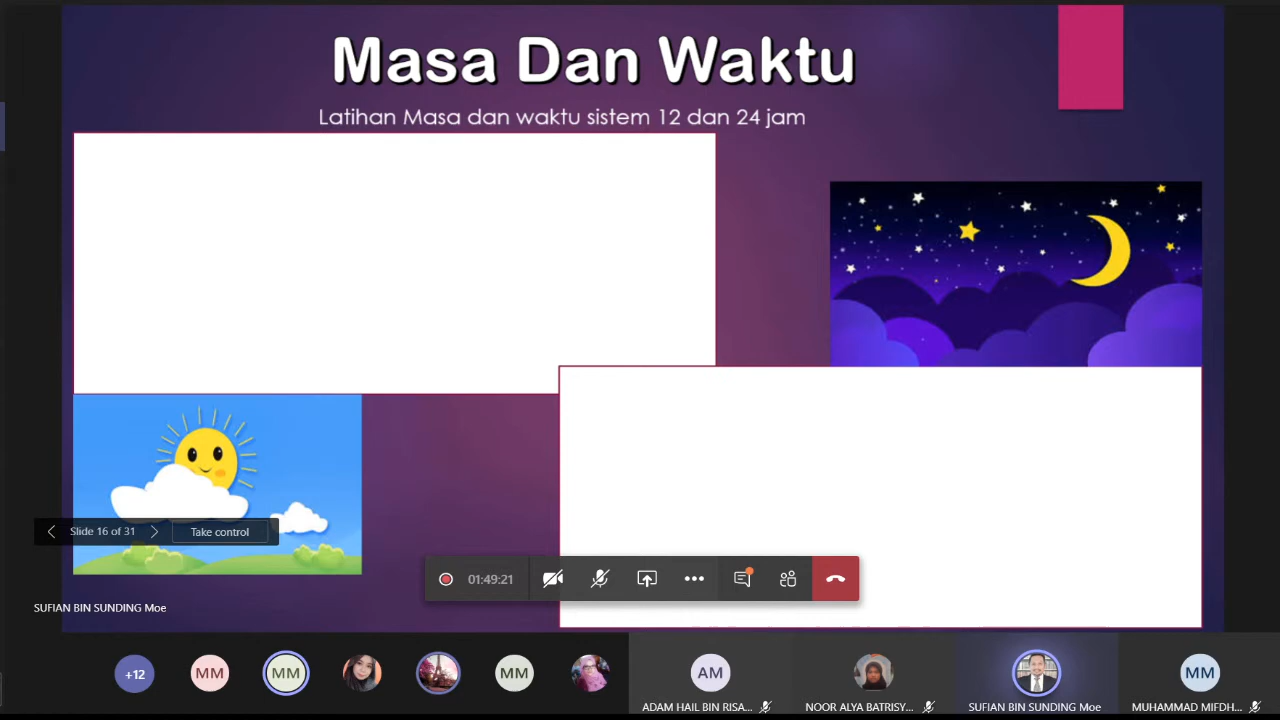 Masa Dan Waktu
Latihan Masa dan waktu sistem 12 dan 24 jam
Slide 16 of 31
Take control
01:49:21
SUFIAN BIN SUNDING Moe
+12
MM
MM
MM
AM
MM
ADAM HAIL BIN RISA...
NOOR ALYA BATRISY...
SUFIAN BIN SUNDING Moe
MUHAMMAD MIFDH...